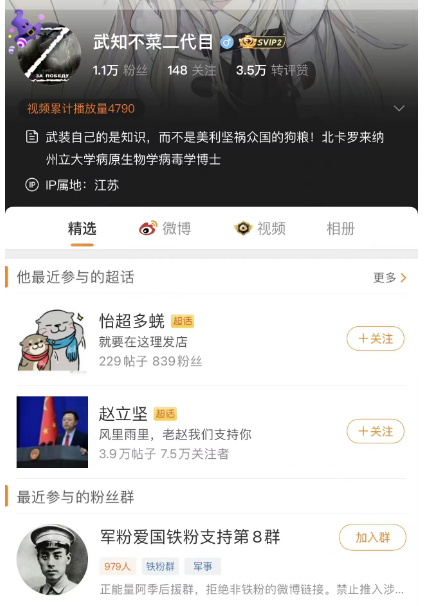 ЗА ПОБЕДУ
武知不菜二代目 SVIP2
1.1万 粉丝 148 关注 3.5万 转评赞
视频累计播放量4790
武装自己的是知识，而不是美利坚祸众国的狗粮！北卡罗来纳
州立大学病原生物学病毒学博士
IP IP属地：江苏
精选 微博 视频 相册
他最近参与的超话 更多
怡超多蜣 超话
就要在这理发店
229帖子 839粉丝
+关注
赵立坚 超话
风里雨里，老赵我们支持你
3.9万帖子 7.5万关注者
+关注
最近参与的粉丝群
军粉爱国铁粉支持第8群
加入群
979人 铁粉群 军事
正能量阿季后援群，拒绝非铁粉的微博链接。禁止推入涉...